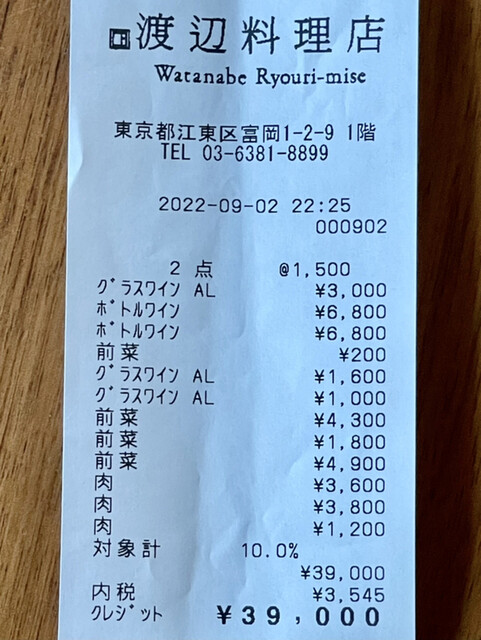 渡辺料理店
Watanabe Ryouri-mise
東京都江東区富岡1-2-9 1階
TEL 03-6381-8899
2022-09-02 22:25
000902
2点 @1,500
グラスワイン AL ¥3,000
ボトルワイン ¥6,800
ボトルワイン ¥6,800
前菜 ¥200
グラスワイン AL ¥1,600
グラスワイン AL ¥1,000
前菜 ¥4,300
前菜 ¥1,800
前菜 ¥4,900
肉 ¥3,600
肉 ¥3,800
肉 ¥1,200
対象計 10.0%
¥39,000
内税 ¥3,545
クレジット ¥39,000